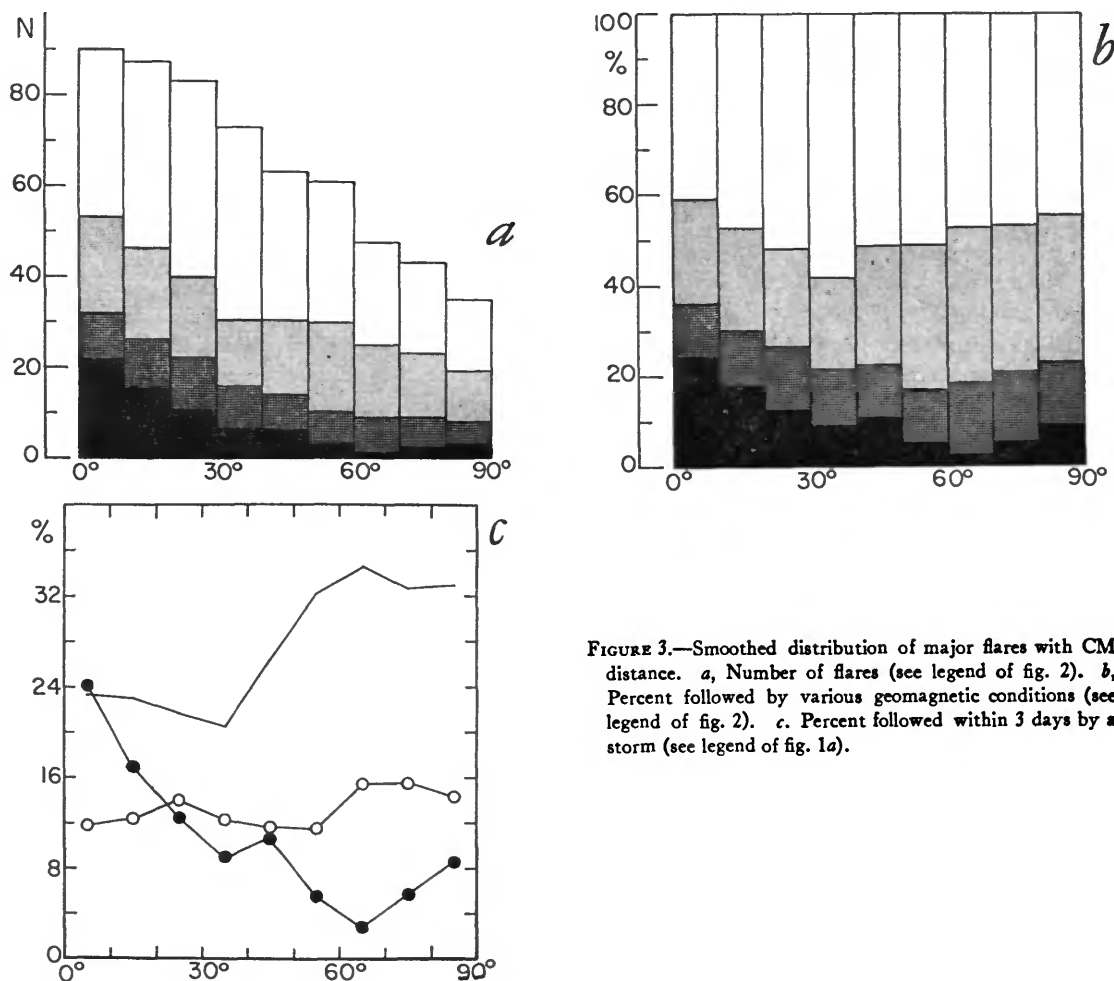 N
80
60
40
20
0
0° 30° 60° 90°
a
100
%
80
60
40
20
0
0° 30° 60° 90°
b
%
32
24
16
8
0
0° 30° 60° 90°
c
FIGURE 3.—Smoothed distribution of major flares with CM
distance. a, Number of flares (see legend of fig. 2). b,
Percent followed by various geomagnetic conditions (see
legend of fig. 2). c. Percent followed within 3 days by a
storm (see legend of fig. 1a).